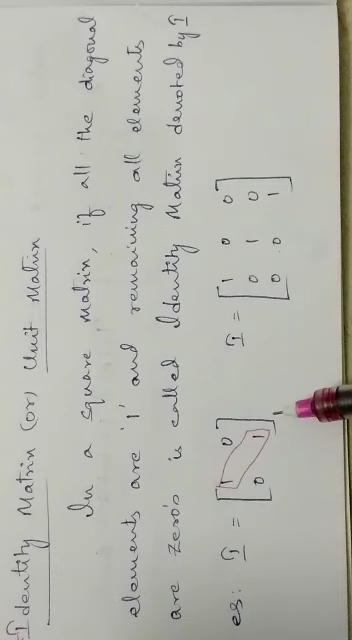 Identity Matrix (or) Unit Matrix
In a square matrix, if all the diagonal
elements are '1' and remaining all elements
are zero's is called Identity Matrix denoted by I
eg: I = [1 0 I = [1 0 0
0 1] 0 1 0
0 0 1]